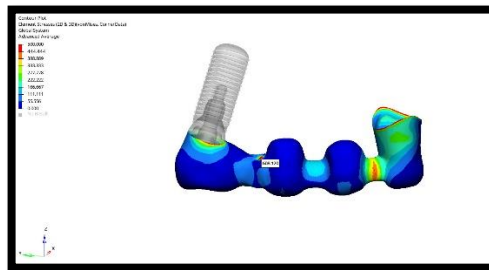 Contour Plot
Element Stresses (2D & 3D)(vonMises, Corner Data)
Global System
Advanced Average
500.000
444.444
388.889
333.333
277.778
222.222
166.667
111.111
55.556
0.000
Z
Y
X